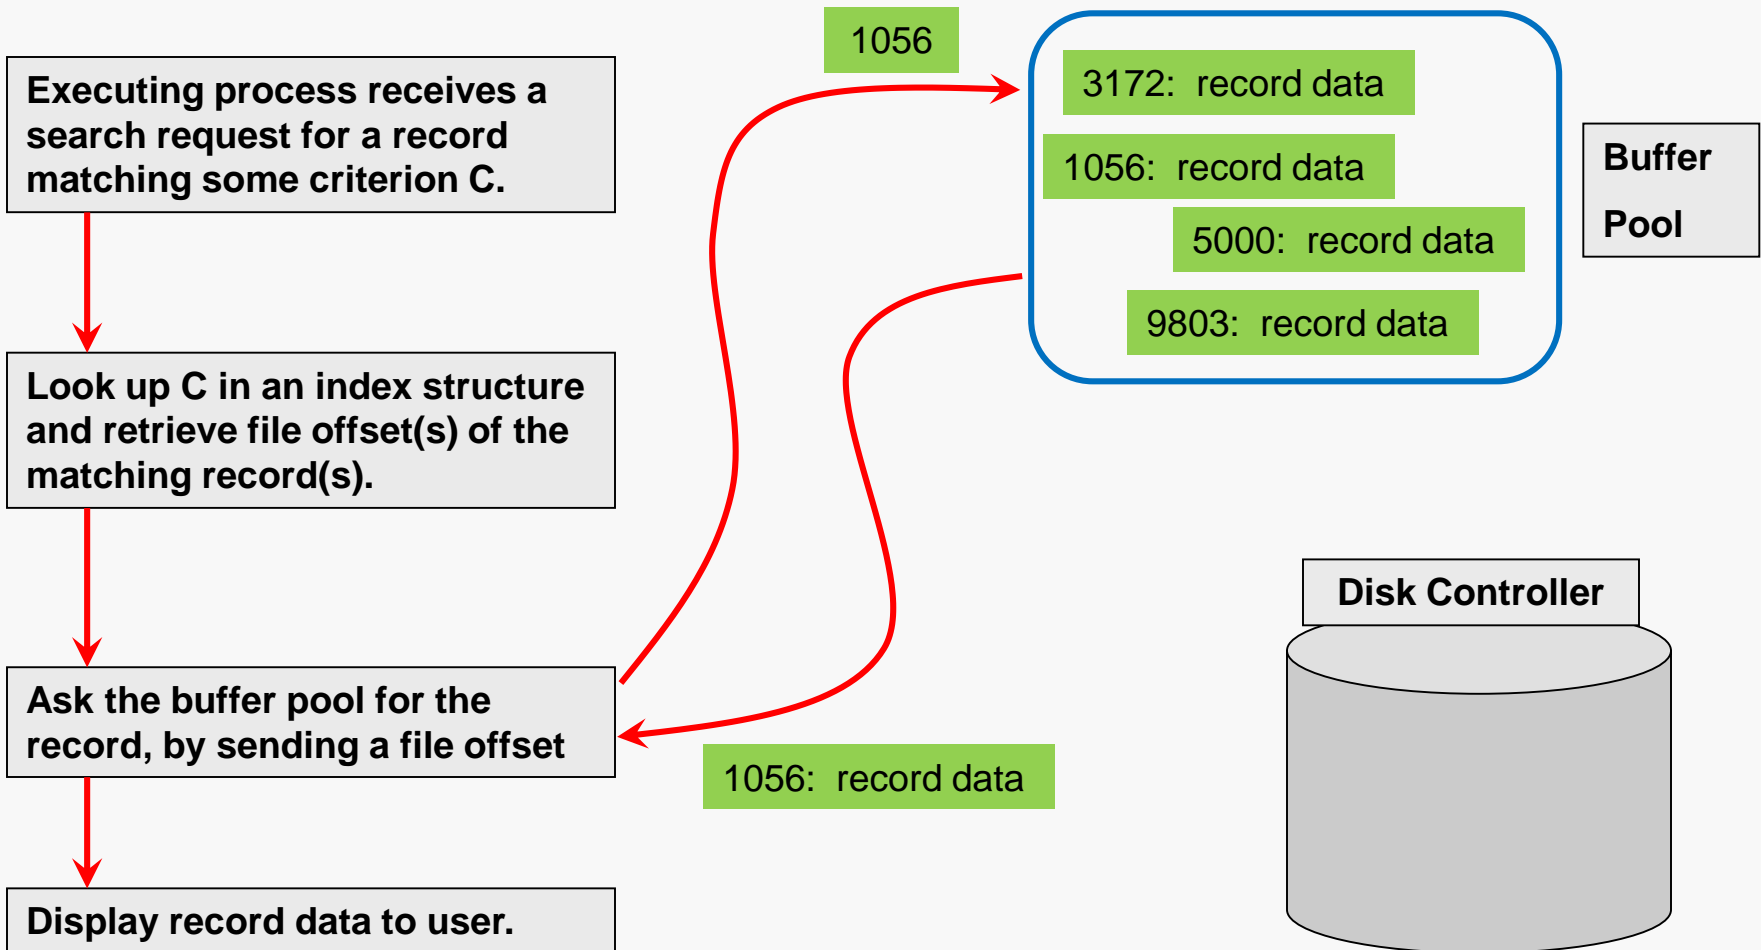 Executing process receives a
search request for a record
matching some criterion C.
Look up C in an index structure
and retrieve file offset(s) of the
matching record(s).
Ask the buffer pool for the
record, by sending a file offset
Display record data to user.
1056
3172:  record data
1056:  record data
5000:  record data
9803:  record data
Buffer
Pool
1056:  record data
Disk Controller